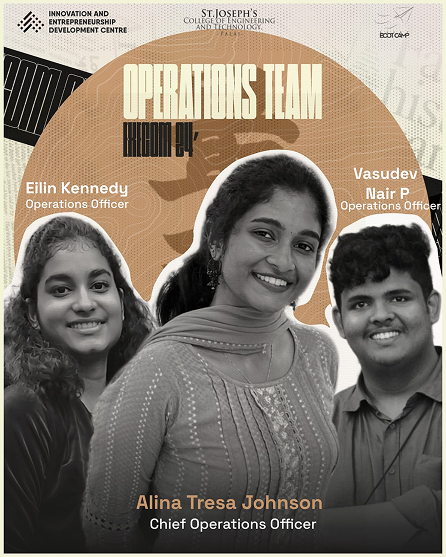 INNOVATION AND
ENTREPRENEURSHIP
DEVELOPMENT CENTRE
ST.JOSEPH'S
COLLEGE OF ENGINEERING
AND TECHNOLOGY,
PALAI
BOOTCAMP
OPERATIONS TEAM
EXICOM 24'
Eilin Kennedy
Operations Officer
Vasudev
Nair P
Operations Officer
Alina Tresa Johnson
Chief Operations Officer